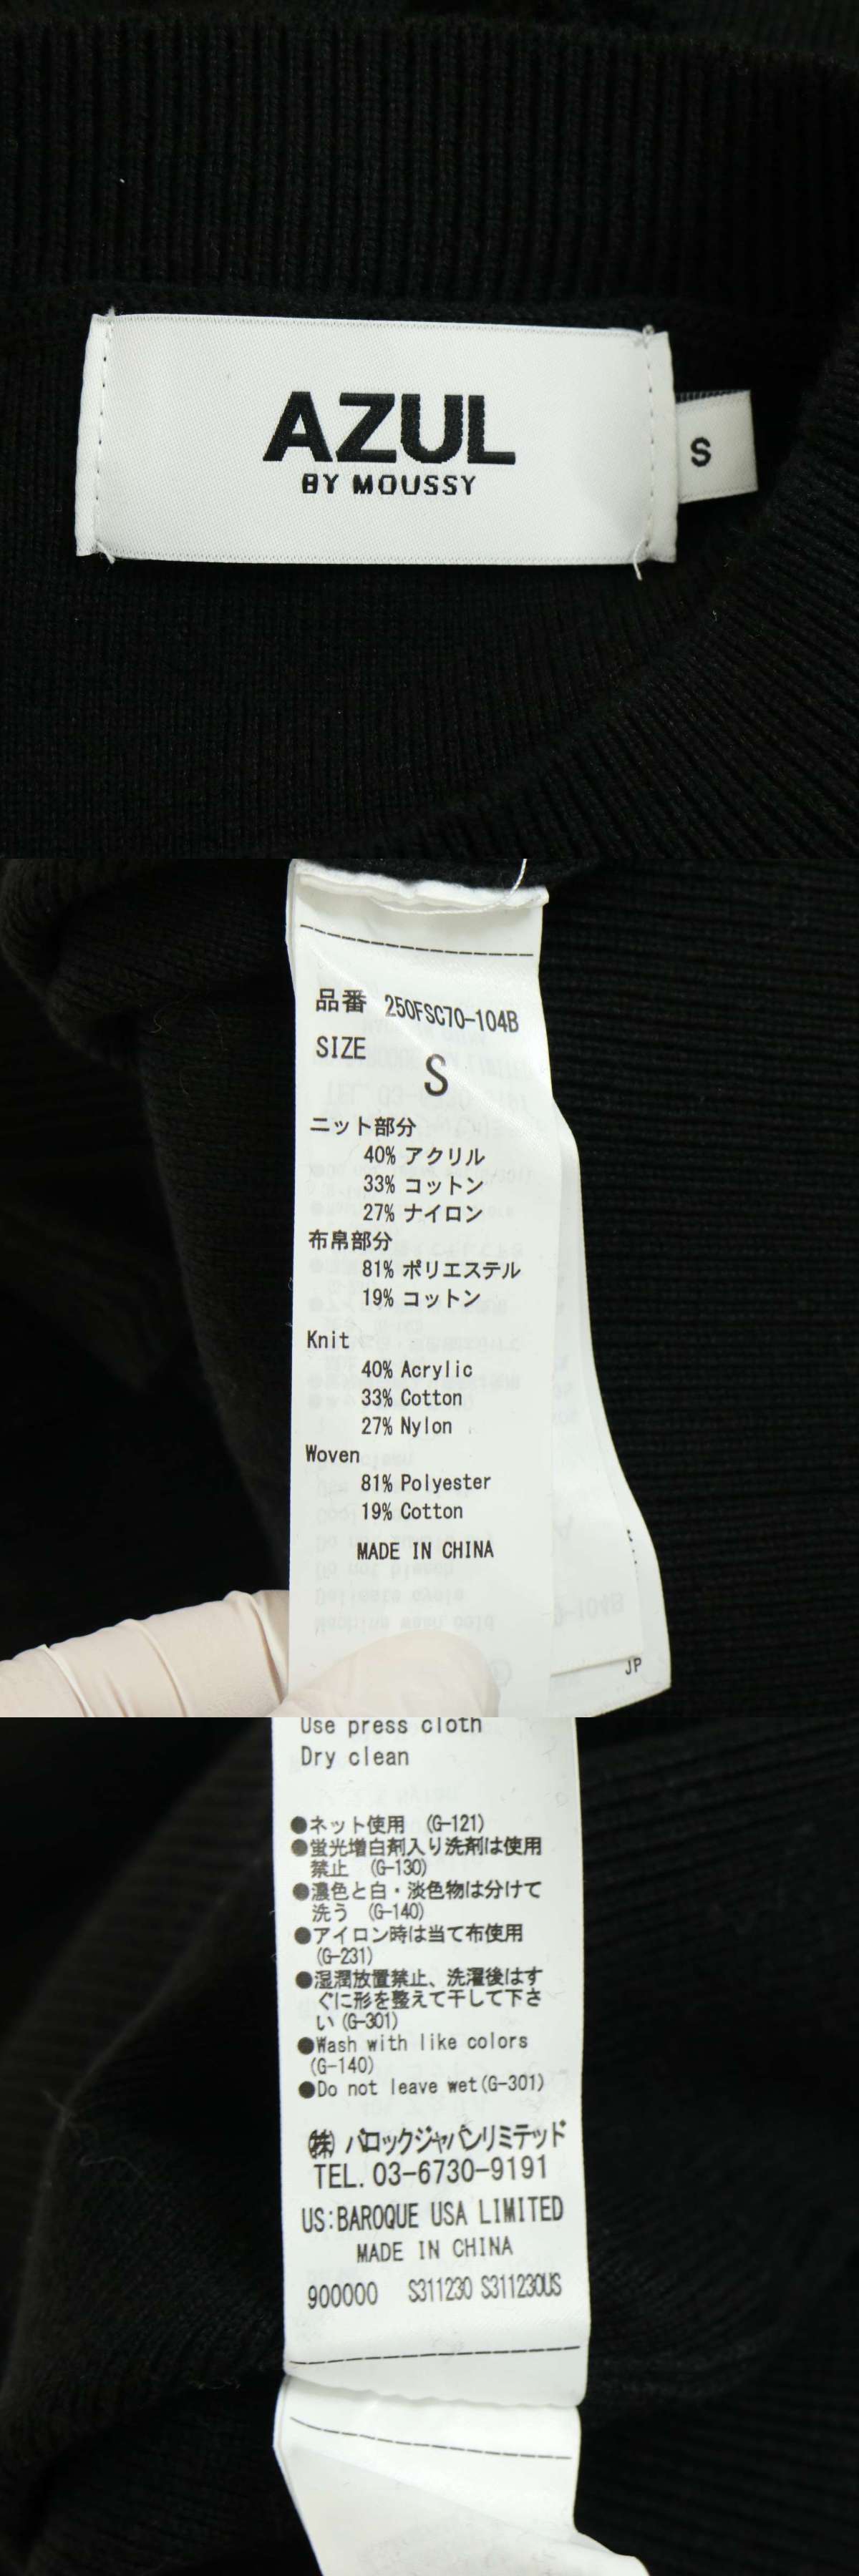 AZUL
BY MOUSSY
S
品番 250FSC70-104B
SIZE
S
ニット部分
40% アクリル
33% コットン
27% ナイロン
布帛部分
81% ポリエステル
19% コットン
Knit
40% Acrylic
33% Cotton
27% Nylon
Woven
81% Polyester
19% Cotton
MADE IN CHINA
JP
Use press cloth
Dry clean
●ネット使用 (G-121)
●蛍光増白剤入り洗剤は使用
禁止 (G-130)
●濃色と白・淡色物は分けて
洗う (G-140)
●アイロン時は当て布使用
(G-231)
●湿潤放置禁止、洗濯後はす
ぐに形を整えて干して下さ
い (G-301)
●Wash with like colors
(G-140)
●Do not leave wet(G-301)
㈱ バロックジャパンリミテッド
TEL. 03-6730-9191
US:BAROQUE USA LIMITED
MADE IN CHINA
900000 S311230 S311230US